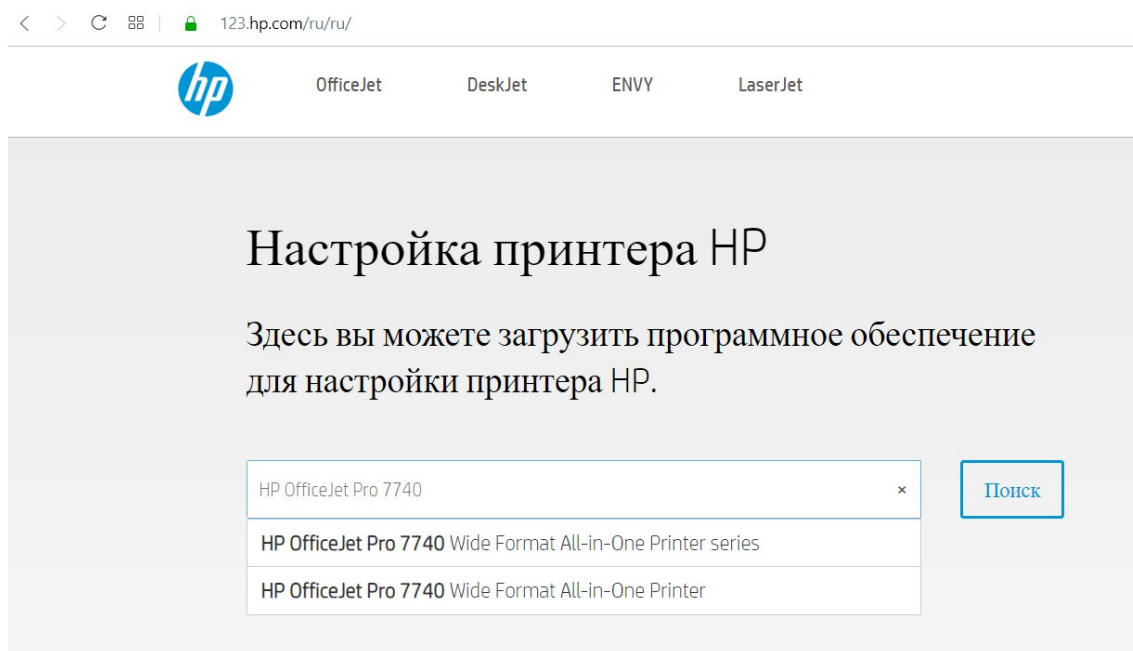 123.hp.com/ru/ru/
hp
OfficeJet DeskJet ENVY LaserJet
Настройка принтера HP
Здесь вы можете загрузить программное обеспечение
для настройки принтера HP.
HP OfficeJet Pro 7740 × Поиск
HP OfficeJet Pro 7740 Wide Format All-in-One Printer series
HP OfficeJet Pro 7740 Wide Format All-in-One Printer